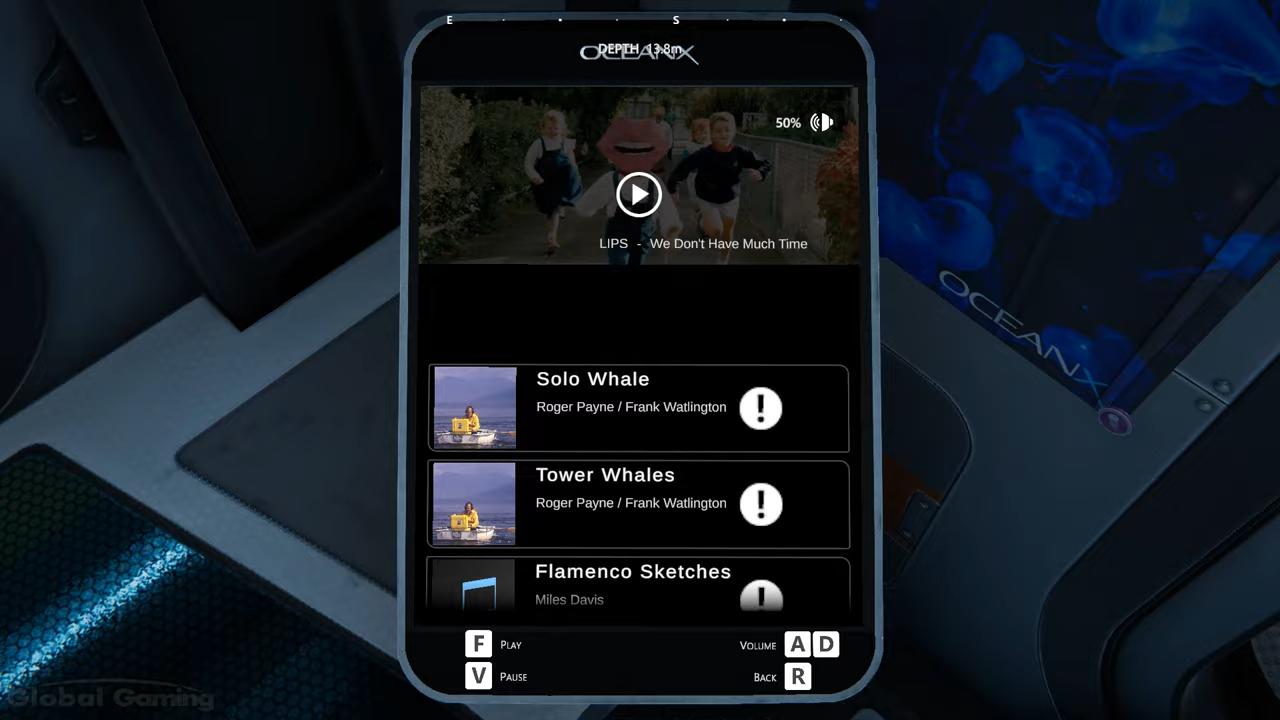 E S
DEPTH 13.8m
OCEANX
50%
LIPS - We Don't Have Much Time
Solo Whale
Roger Payne / Frank Watlington
!
Tower Whales
Roger Payne / Frank Watlington
!
Flamenco Sketches
Miles Davis
!
F PLAY
VOLUME A D
V PAUSE
BACK R
OCEANX
Global Gaming